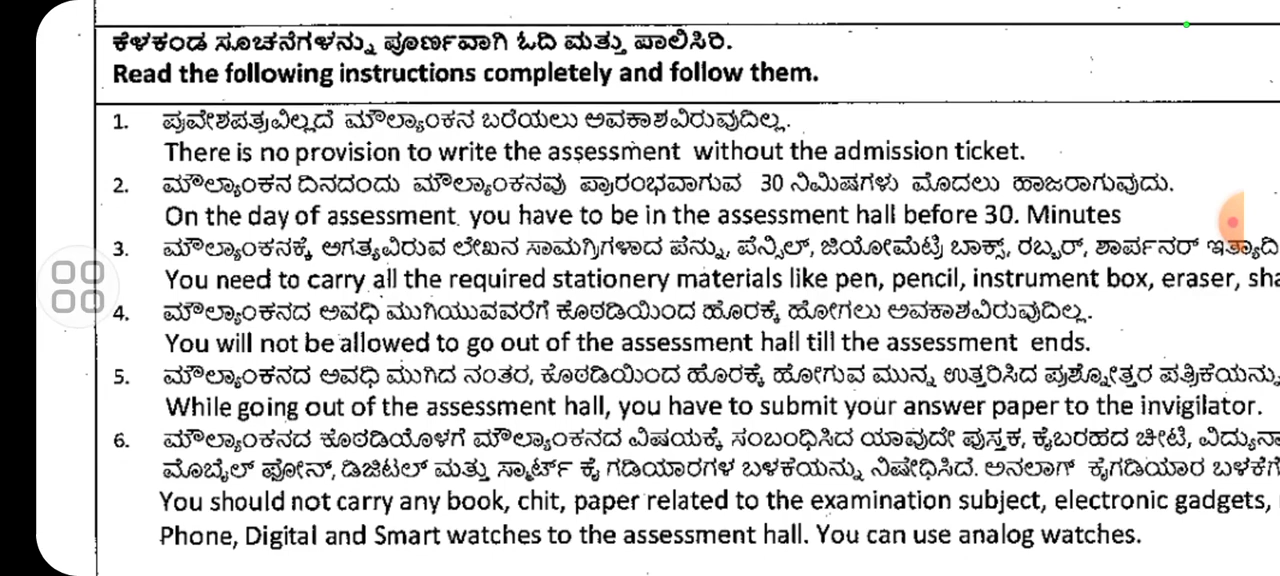 ಕೆಳಕಂಡ ಸೂಚನೆಗಳನ್ನು ಪೂರ್ಣವಾಗಿ ಓದಿ ಮತ್ತು ಪಾಲಿಸಿರಿ.
Read the following instructions completely and follow them.
1. ಪ್ರವೇಶಪತ್ರವಿಲ್ಲದೆ ಮೌಲ್ಯಾಂಕನ ಬರೆಯಲು ಅವಕಾಶವಿರುವುದಿಲ್ಲ.
There is no provision to write the assessment without the admission ticket.
2. ಮೌಲ್ಯಾಂಕನ ದಿನದಂದು ಮೌಲ್ಯಾಂಕನವು ಪ್ರಾರಂಭವಾಗುವ 30 ನಿಮಿಷಗಳು ಮೊದಲು ಹಾಜರಾಗುವುದು.
On the day of assessment you have to be in the assessment hall before 30. Minutes
3. ಮೌಲ್ಯಾಂಕನಕ್ಕೆ ಅಗತ್ಯವಿರುವ ಲೇಖನ ಸಾಮಗ್ರಿಗಳಾದ ಪೆನ್ನು, ಪೆನ್ಸಿಲ್, ಜಿಯೋಮೆಟ್ರಿ ಬಾಕ್ಸ್, ರಬ್ಬರ್, ಶಾರ್ಪನರ್ ಇತ್ಯಾದಿ
You need to carry all the required stationery materials like pen, pencil, instrument box, eraser,
4. ಮೌಲ್ಯಾಂಕನದ ಅವಧಿ ಮುಗಿಯುವವರೆಗೆ ಕೊಠಡಿಯಿಂದ ಹೊರಕ್ಕೆ ಹೋಗಲು ಅವಕಾಶವಿರುವುದಿಲ್ಲ.
You will not be allowed to go out of the assessment hall till the assessment ends.
5. ಮೌಲ್ಯಾಂಕನದ ಅವಧಿ ಮುಗಿದ ನಂತರ, ಕೊಠಡಿಯಿಂದ ಹೊರಕ್ಕೆ ಹೋಗುವ ಮುನ್ನ ಉತ್ತರಿಸಿದ ಪ್ರಶ್ನೋತ್ತರ ಪತ್ರಿಕೆಯನ್ನು
While going out of the assessment hall, you have to submit your answer paper to the invigilator.
6. ಮೌಲ್ಯಾಂಕನದ ಕೊಠಡಿಯೊಳಗೆ ಮೌಲ್ಯಾಂಕನದ ವಿಷಯಕ್ಕೆ ಸಂಬಂಧಿಸಿದ ಯಾವುದೇ ಪುಸ್ತಕ, ಕೈಬರಹದ ಚೀಟಿ,
ಮೊಬೈಲ್ ಫೋನ್, ಡಿಜಿಟಲ್ ಮತ್ತು ಸ್ಮಾರ್ಟ್ ಕೈ ಗಡಿಯಾರಗಳ ಬಳಕೆಯನ್ನು ನಿಷೇಧಿಸಿದೆ. ಅನಲಾಗ್ ಕೈಗಡಿಯಾರ
You should not carry any book, chit, paper related to the examination subject, electronic gadgets,
Phone, Digital and Smart watches to the assessment hall. You can use analog watches.